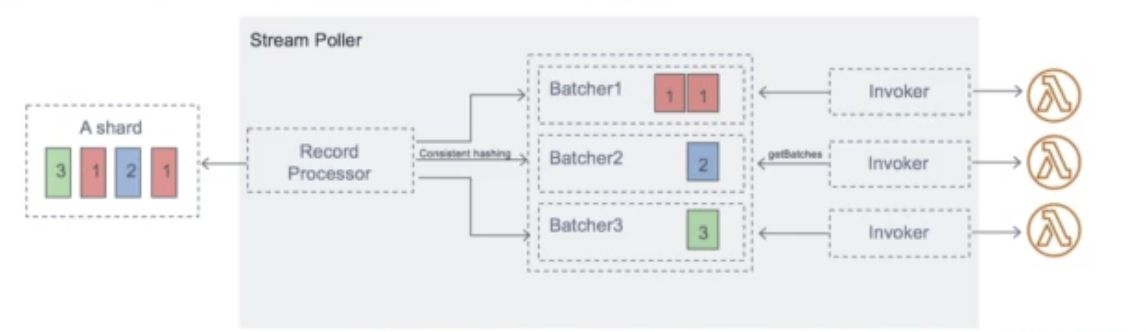 Stream Poller
A shard
3 1 2 1
Record
Processor
Consistent hashing
Batcher1
1 1
Batcher2
2
Batcher3
3
Invoker
getBatches
Invoker
Invoker
λ
λ
λ